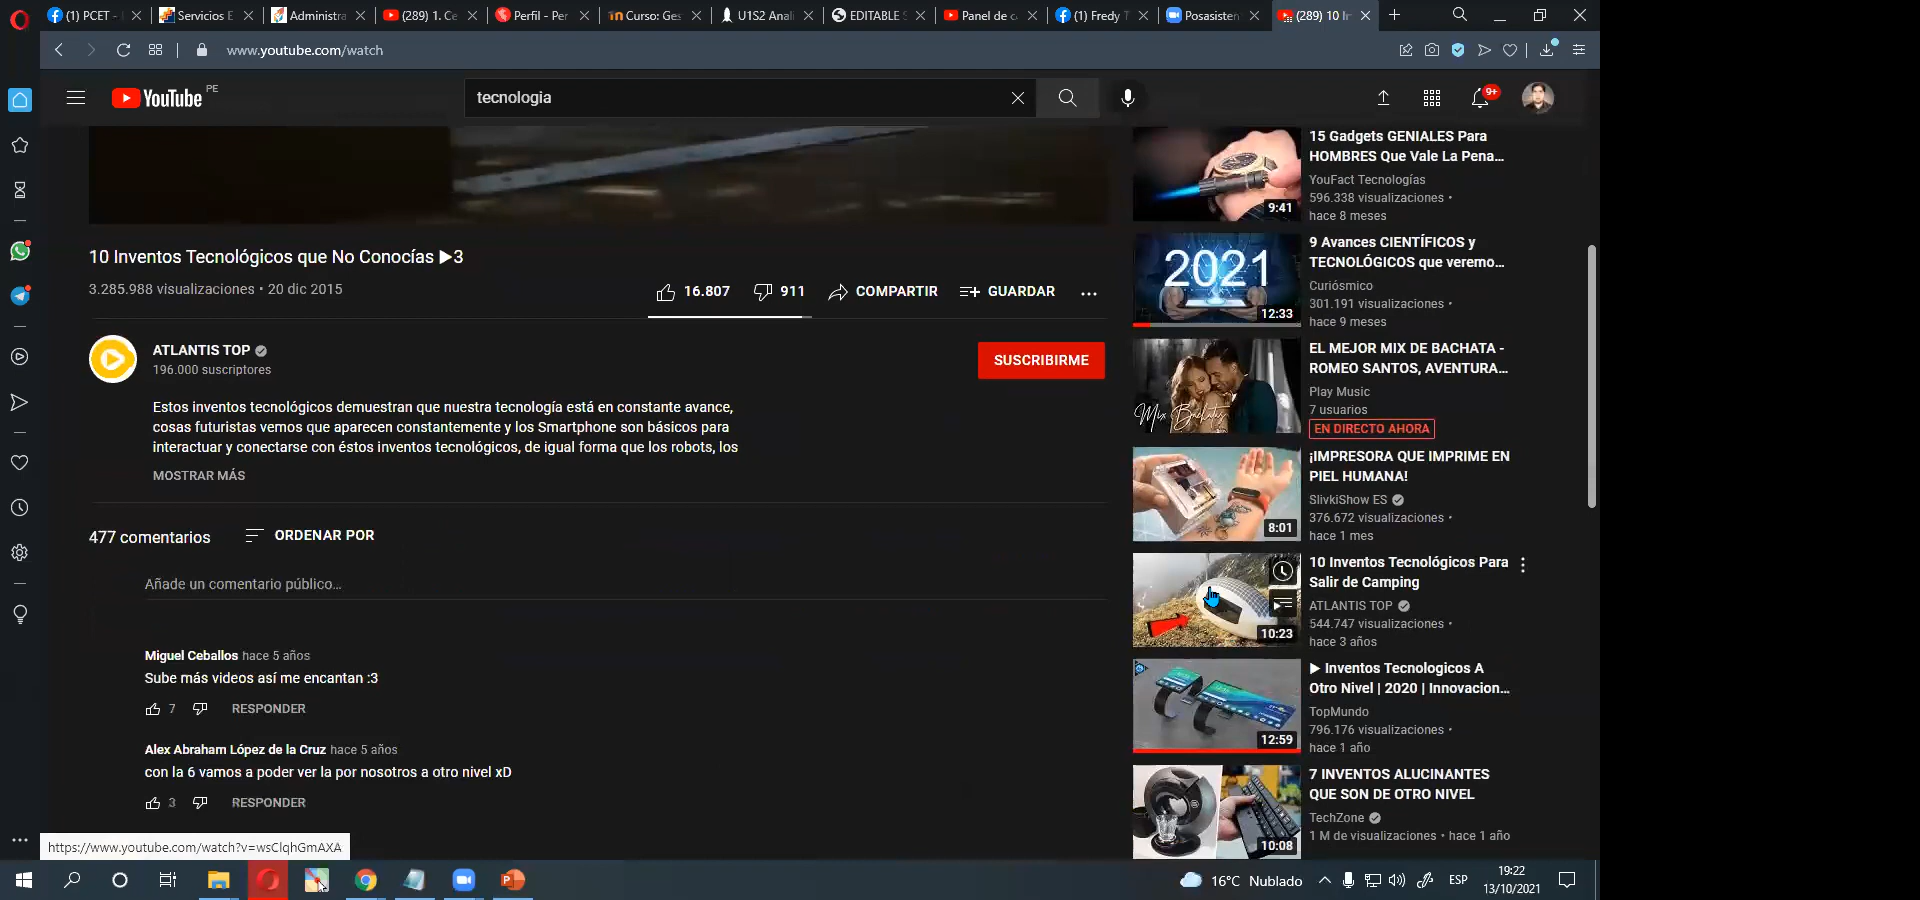 (1) PCET -
Servicios E
Administra
(289) 1. Ce
Perfil - Per
Curso: Ges
U1S2 Anali
EDITABLE S
Panel de c
(1) Fredy T
Posasisten
(289) 10 In
www.youtube.com/watch
YouTube PE
tecnologia
9+
10 Inventos Tecnológicos que No Conocías ▶3
3.285.988 visualizaciones • 20 dic 2015
16.807
911
COMPARTIR
GUARDAR
ATLANTIS TOP
196.000 suscriptores
SUSCRIBIRME
Estos inventos tecnológicos demuestran que nuestra tecnología está en constante avance,
cosas futuristas vemos que aparecen constantemente y los Smartphone son básicos para
interactuar y conectarse con éstos inventos tecnológicos, de igual forma que los robots, los
MOSTRAR MÁS
477 comentarios
ORDENAR POR
Añade un comentario público...
Miguel Ceballos hace 5 años
Sube más videos así me encantan :3
7
RESPONDER
Alex Abraham López de la Cruz hace 5 años
con la 6 vamos a poder ver la por nosotros a otro nivel xD
3
RESPONDER
15 Gadgets GENIALES Para
HOMBRES Que Vale La Pena...
YouFact Tecnologías
596.338 visualizaciones •
hace 8 meses
9:41
9 Avances CIENTÍFICOS y
TECNOLÓGICOS que veremo...
Curiósmico
301.191 visualizaciones •
hace 9 meses
2021
12:33
EL MEJOR MIX DE BACHATA -
ROMEO SANTOS, AVENTURA...
Play Music
7 usuarios
EN DIRECTO AHORA
Mix Bachatas
¡IMPRESORA QUE IMPRIME EN
PIEL HUMANA!
SlivkiShow ES
376.672 visualizaciones •
hace 1 mes
8:01
10 Inventos Tecnológicos Para
Salir de Camping
ATLANTIS TOP
544.747 visualizaciones •
hace 3 años
10:23
▶ Inventos Tecnologicos A
Otro Nivel | 2020 | Innovacion...
TopMundo
796.176 visualizaciones •
hace 1 año
12:59
7 INVENTOS ALUCINANTES
QUE SON DE OTRO NIVEL
TechZone
1 M de visualizaciones • hace 1 año
10:08
https://www.youtube.com/watch?v=wsClqhGmAXA
16°C Nublado
ESP
19:22
13/10/2021